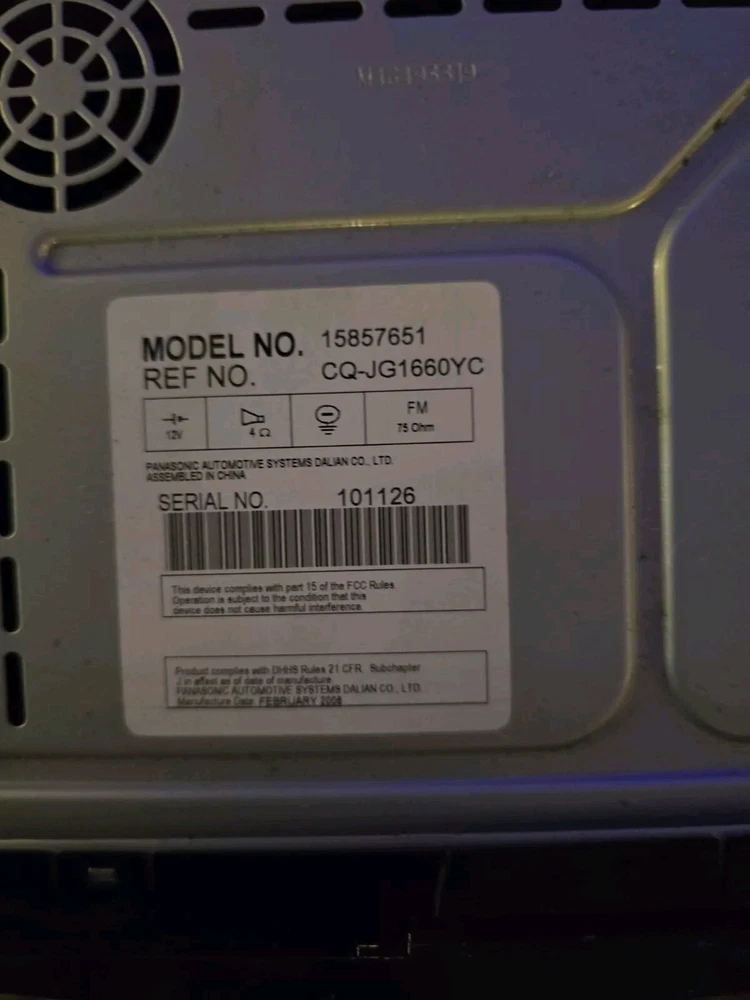 MODEL NO. 15857651
REF NO. CQ-JG1660YC
12V
4 Ω
FM
75 Ohm
PANASONIC AUTOMOTIVE SYSTEMS DALIAN CO., LTD.
ASSEMBLED IN CHINA
SERIAL NO. 101126
This device complies with part 15 of the FCC Rules
Operation is subject to the condition that this
device does not cause harmful interference.
Product complies with DHHS Rules 21 CFR. Subchapter
J in effect as of date of manufacture.
PANASONIC AUTOMOTIVE SYSTEMS DALIAN CO., LTD.
Manufacture Date: FEBRUARY 2008